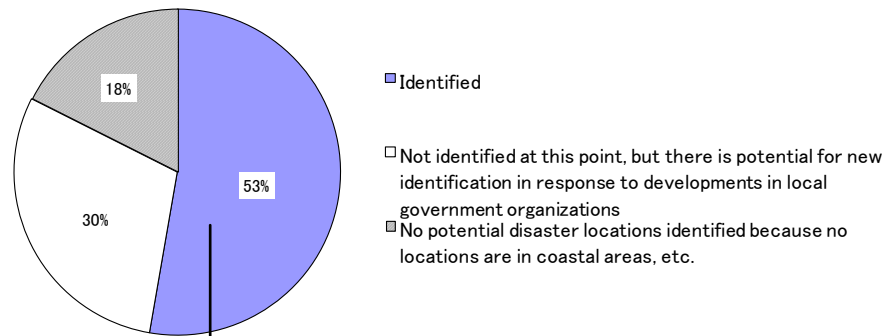 18%
53%
30%
Identified
Not identified at this point, but there is potential for new
identification in response to developments in local
government organizations
No potential disaster locations identified because no
locations are in coastal areas, etc.